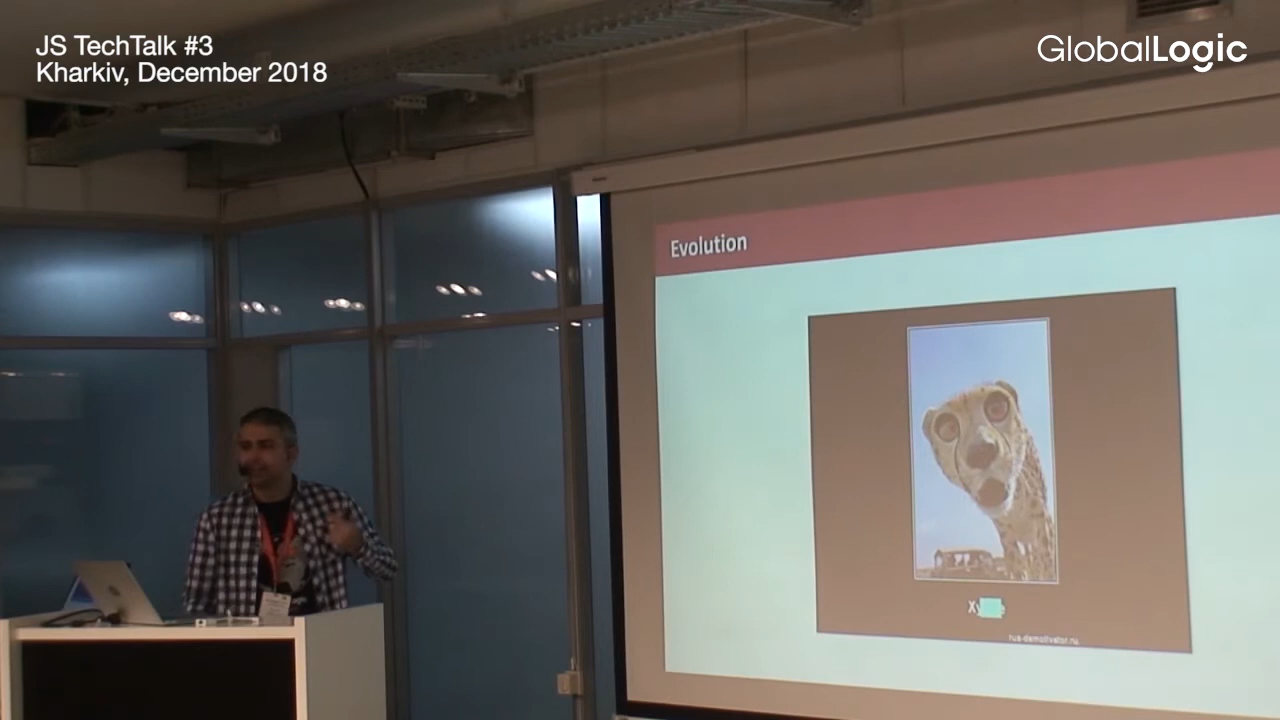 JS TechTalk #3
Kharkiv, December 2018
GlobalLogic
Evolution
rus-demotivator.ru